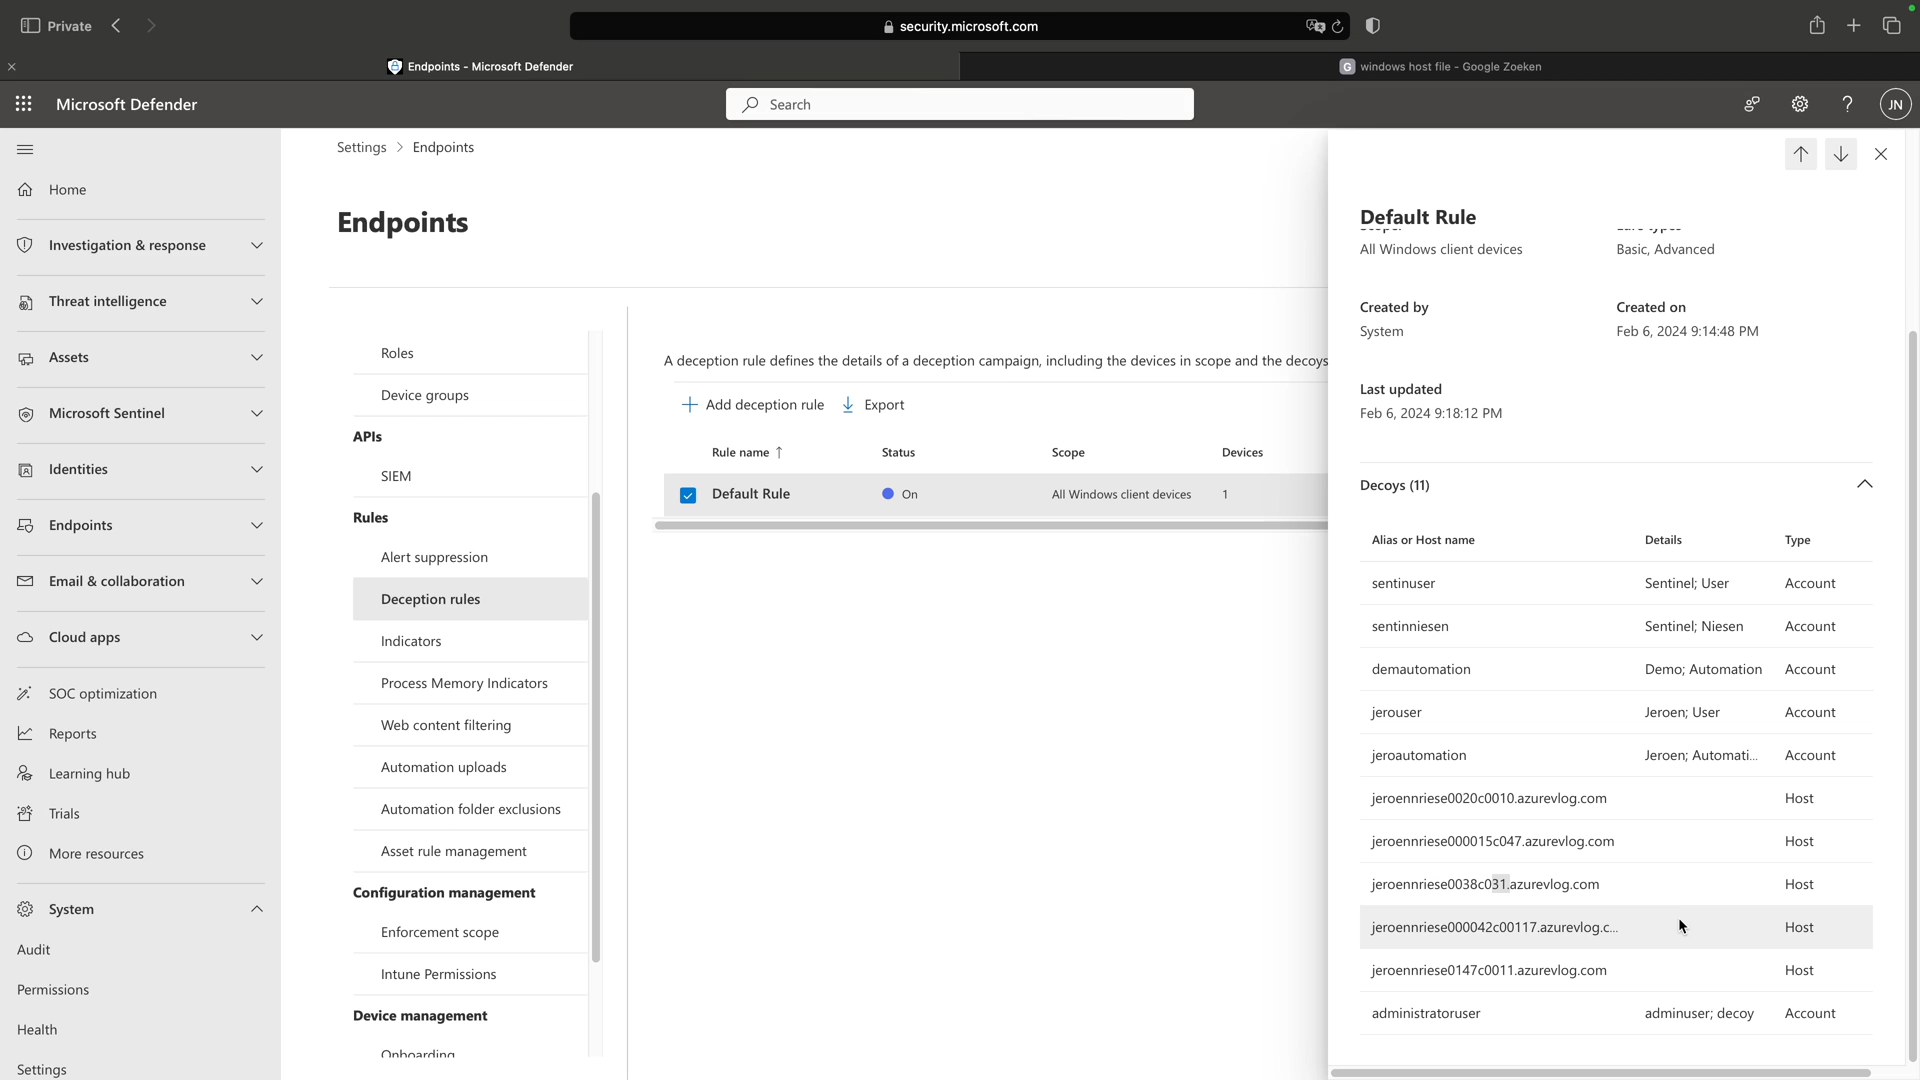 Private
security.microsoft.com
Endpoints - Microsoft Defender
G windows host file - Google Zoeken
Microsoft Defender
Search
JN
Home
Investigation & response
Threat intelligence
Assets
Microsoft Sentinel
Identities
Endpoints
Email & collaboration
Cloud apps
SOC optimization
Reports
Learning hub
Trials
More resources
System
Audit
Permissions
Health
Settings
Settings > Endpoints
Endpoints
Roles
Device groups
APIs
SIEM
Rules
Alert suppression
Deception rules
Indicators
Process Memory Indicators
Web content filtering
Automation uploads
Automation folder exclusions
Asset rule management
Configuration management
Enforcement scope
Intune Permissions
Device management
Onboarding
A deception rule defines the details of a deception campaign, including the devices in scope and the decoys
Add deception rule Export
Rule name ↑ Status Scope Devices
Default Rule On All Windows client devices 1
Default Rule
All Windows client devices Basic, Advanced
Created by Created on
System Feb 6, 2024 9:14:48 PM
Last updated
Feb 6, 2024 9:18:12 PM
Decoys (11)
Alias or Host name Details Type
sentinuser Sentinel; User Account
sentinniesen Sentinel; Niesen Account
demautomation Demo; Automation Account
jerouser Jeroen; User Account
jeroautomation Jeroen; Automati... Account
jeroennriese0020c0010.azurevlog.com Host
jeroennriese000015c047.azurevlog.com Host
jeroennriese0038c031.azurevlog.com Host
jeroennriese000042c00117.azurevlog.c... Host
jeroennriese0147c0011.azurevlog.com Host
administratoruser adminuser; decoy Account